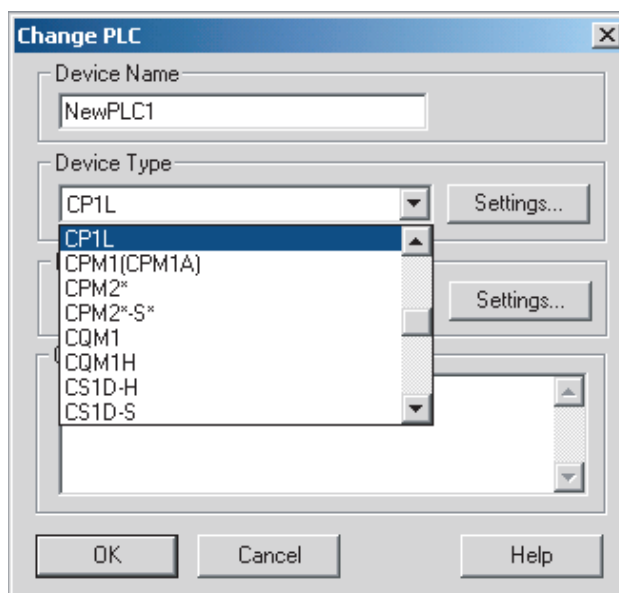 Change PLC
Device Name
NewPLC1
Device Type
CP1L
Settings...
CP1L
CPM1(CPM1A)
CPM2*
CPM2*-S*
CQM1
CQM1H
CS1D-H
CS1D-S
Settings...
OK
Cancel
Help